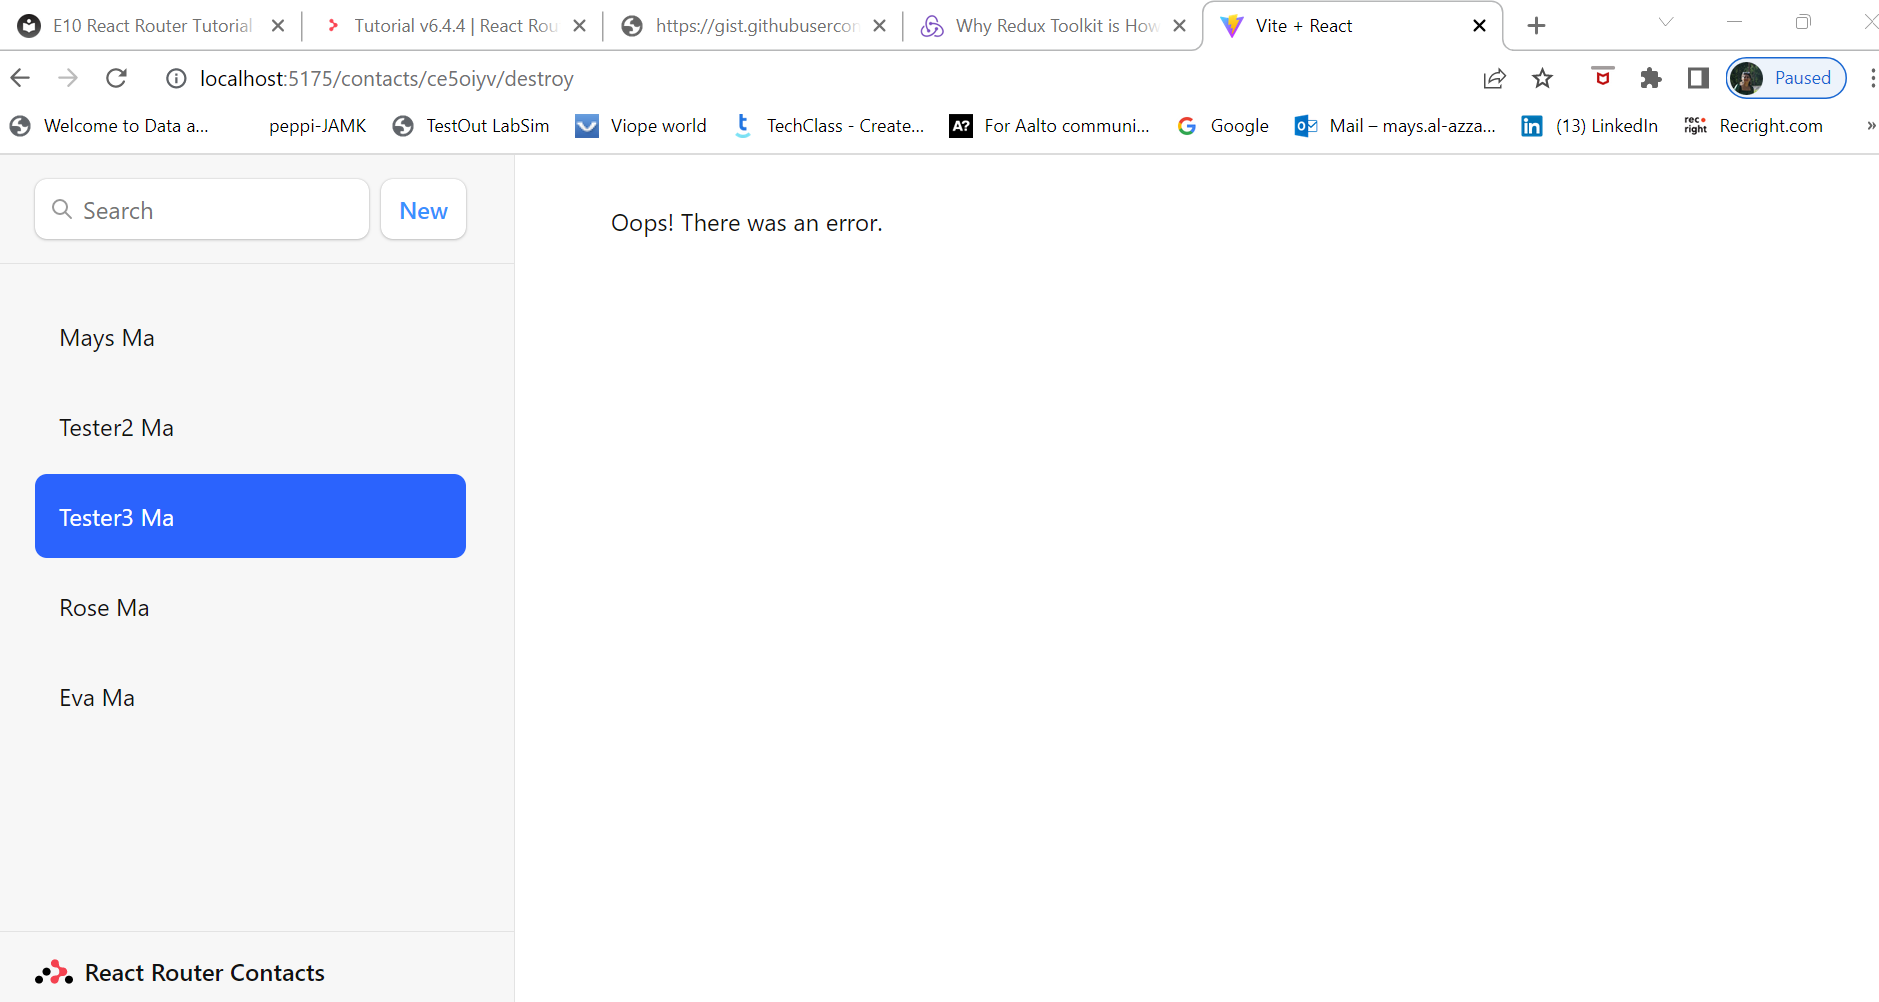 E10 React Router Tutorial
Tutorial v6.4.4 | React Rou
https://gist.githubusercon
Why Redux Toolkit is How
Vite + React
localhost:5175/contacts/ce5oiyv/destroy
Paused
Welcome to Data a...
peppi-JAMK
TestOut LabSim
Viope world
TechClass - Create...
A?
For Aalto communi...
Google
Mail – mays.al-azza...
in
(13) LinkedIn
rec
right
Recright.com
»
Search
New
Oops! There was an error.
Mays Ma
Tester2 Ma
Tester3 Ma
Rose Ma
Eva Ma
React Router Contacts